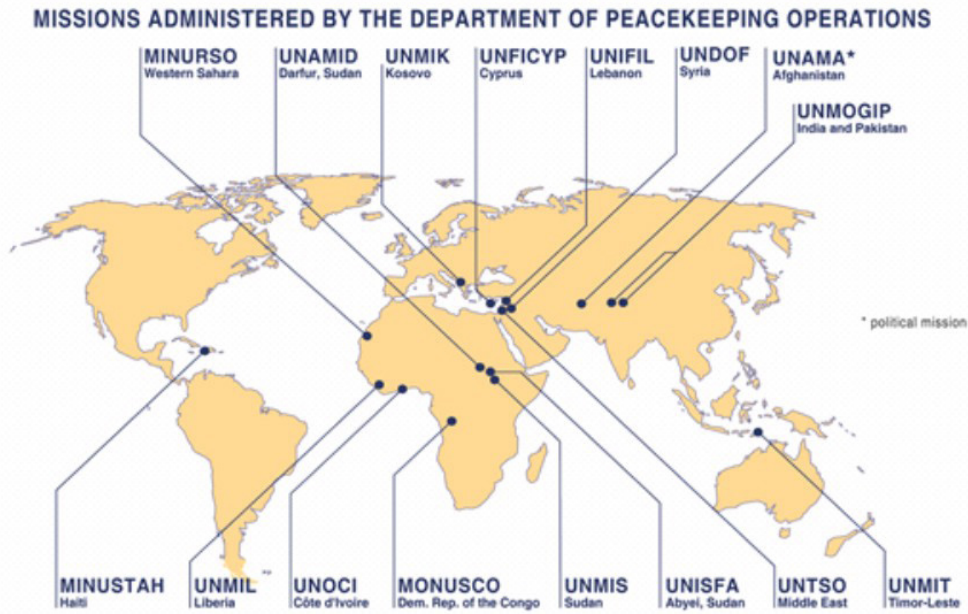 MISSIONS ADMINISTERED BY THE DEPARTMENT OF PEACEKEEPING OPERATIONS
MINURSO
Western Sahara
UNAMID
Darfur, Sudan
UNMIK
Kosovo
UNFICYP
Cyprus
UNIFIL
Lebanon
UNDOF
Syria
UNAMA*
Afghanistan
UNMOGIP
India and Pakistan
* political mission
MINUSTAH
Haiti
UNMIL
Liberia
UNOCI
Côte d'Ivoire
MONUSCO
Dem. Rep. of the Congo
UNMIS
Sudan
UNISFA
Abyei, Sudan
UNTSO
Middle East
UNMIT
Timor-Leste